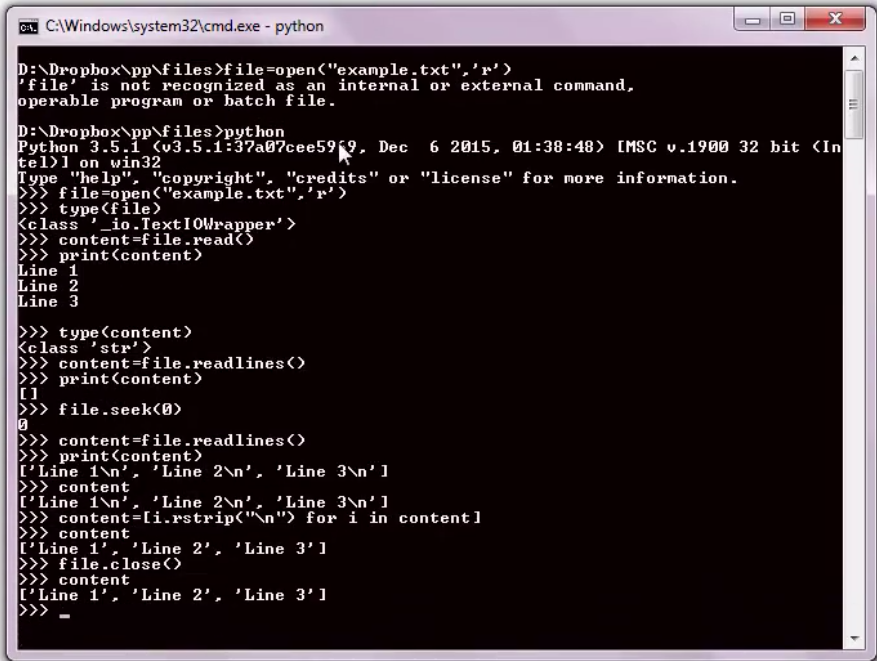 C:\Windows\system32\cmd.exe - python
D:\Dropbox\pp\files>file=open("example.txt",'r')
'file' is not recognized as an internal or external command,
operable program or batch file.
D:\Dropbox\pp\files>python
Python 3.5.1 (v3.5.1:37a07cee5969, Dec  6 2015, 01:38:48) [MSC v.1900 32 bit (In
tel)] on win32
Type "help", "copyright", "credits" or "license" for more information.
>>> file=open("example.txt",'r')
>>> type(file)
<class '_io.TextIOWrapper'>
>>> content=file.read()
>>> print(content)
Line 1
Line 2
Line 3
>>> type(content)
<class 'str'>
>>> content=file.readlines()
>>> print(content)
[]
>>> file.seek(0)
0
>>> content=file.readlines()
>>> print(content)
['Line 1\n', 'Line 2\n', 'Line 3\n']
>>> content
['Line 1\n', 'Line 2\n', 'Line 3\n']
>>> content=[i.rstrip("\n") for i in content]
>>> content
['Line 1', 'Line 2', 'Line 3']
>>> file.close()
>>> content
['Line 1', 'Line 2', 'Line 3']
>>> _